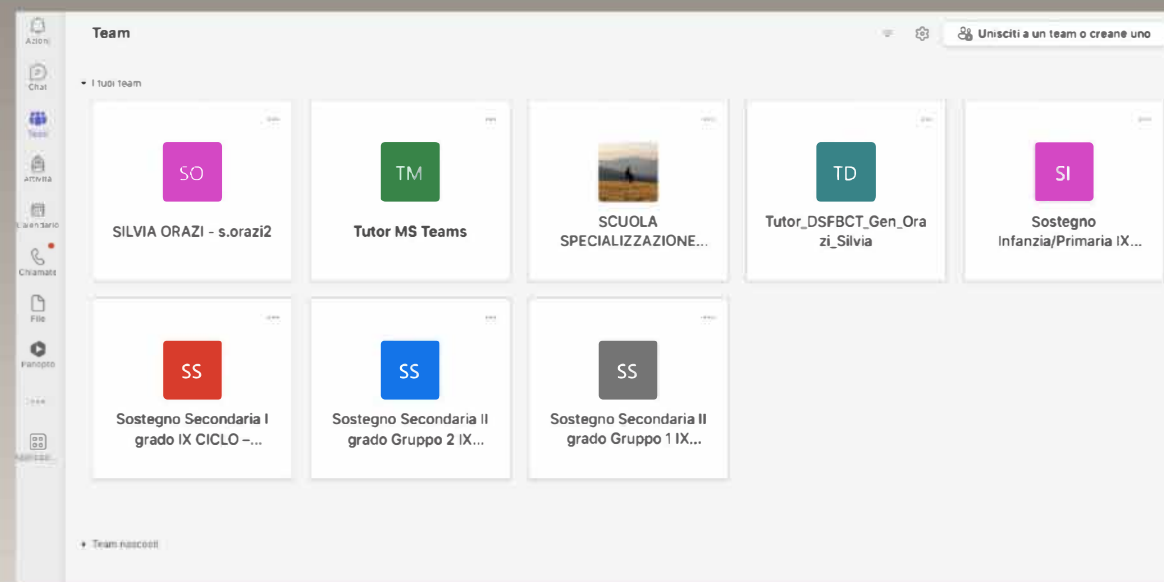 Azioni
Chat
Team
Attività
Calendario
Chiamate
File
Panopto
Team
Unisciti a un team o creane uno
I tuoi team
SO
SILVIA ORAZI - s.orazi2
TM
Tutor MS Teams
SCUOLA
SPECIALIZZAZIONE...
TD
Tutor_DSFBCT_Gen_Ora
zi_Silvia
SI
Sostegno
Infanzia/Primaria IX...
SS
Sostegno Secondaria I
grado IX CICLO –...
SS
Sostegno Secondaria II
grado Gruppo 2 IX...
SS
Sostegno Secondaria II
grado Gruppo 1 IX...
Team nascosti